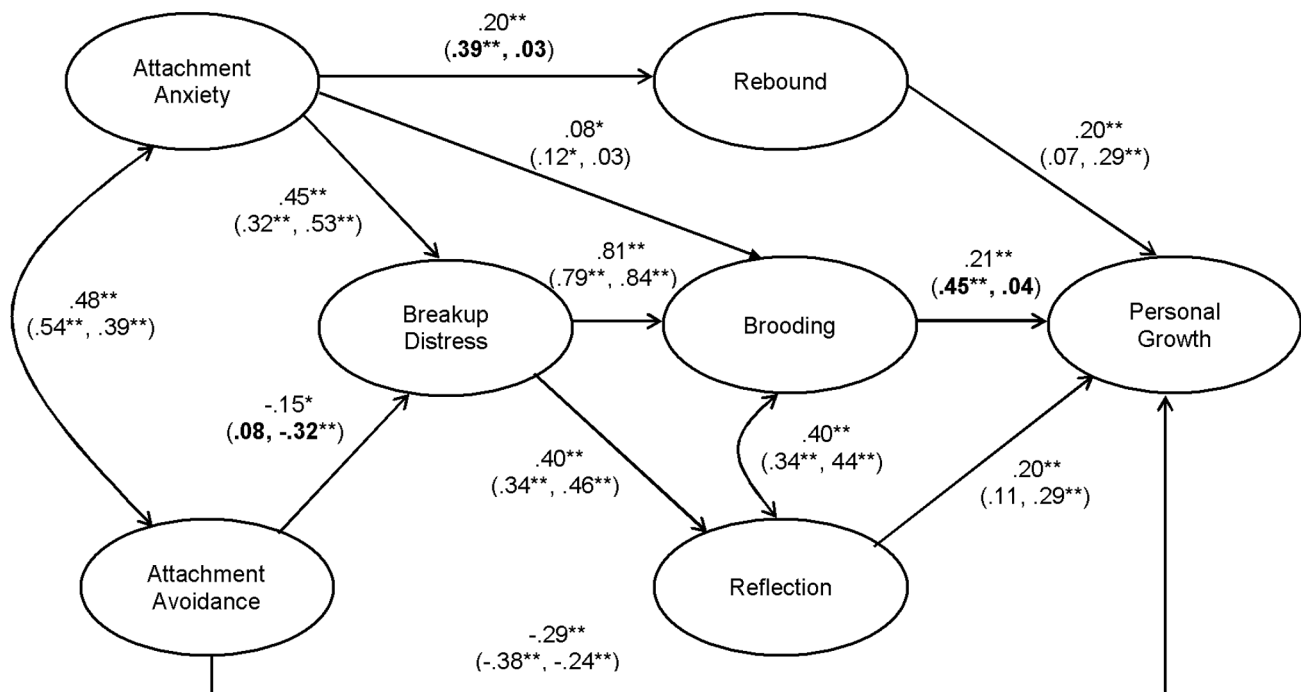 .20**
(.39**, .03)
Attachment
Anxiety
Rebound
.08*
(.12*, .03)
.20**
(.07, .29**)
.45**
(.32**, .53**)
.81**
(.79**, .84**)
.21**
(.45**, .04)
.48**
(.54**, .39**)
Breakup
Distress
Brooding
Personal
Growth
-.15*
(.08, -.32**)
.40**
(.34**, .46**)
.40**
(.34**, 44**)
.20**
(.11, .29**)
Attachment
Avoidance
Reflection
-.29**
(-.38**, -.24**)